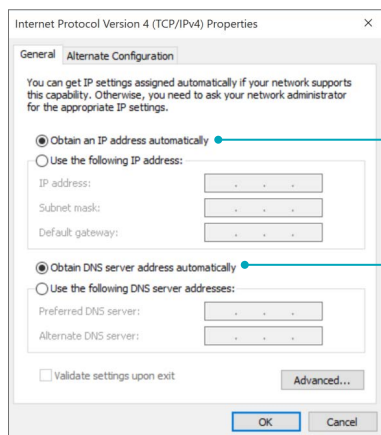 Internet Protocol Version 4 (TCP/IPv4) Properties
General
Alternate Configuration
You can get IP settings assigned automatically if your network supports
this capability. Otherwise, you need to ask your network administrator
for the appropriate IP settings.
Obtain an IP address automatically
Use the following IP address:
IP address:
Subnet mask:
Default gateway:
Obtain DNS server address automatically
Use the following DNS server addresses:
Preferred DNS server:
Alternate DNS server:
Validate settings upon exit
Advanced...
OK
Cancel